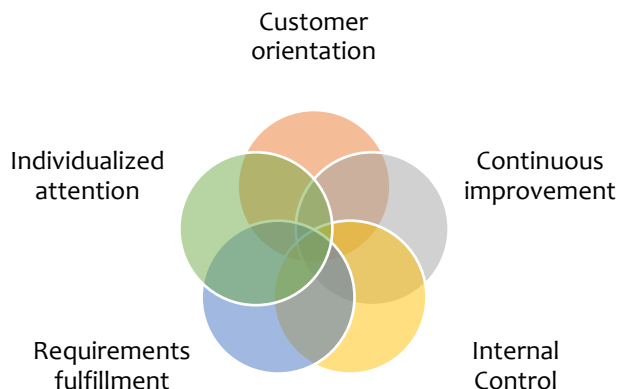 Customer
orientation
Individualized
attention
Continuous
improvement
Requirements
fulfillment
Internal
Control